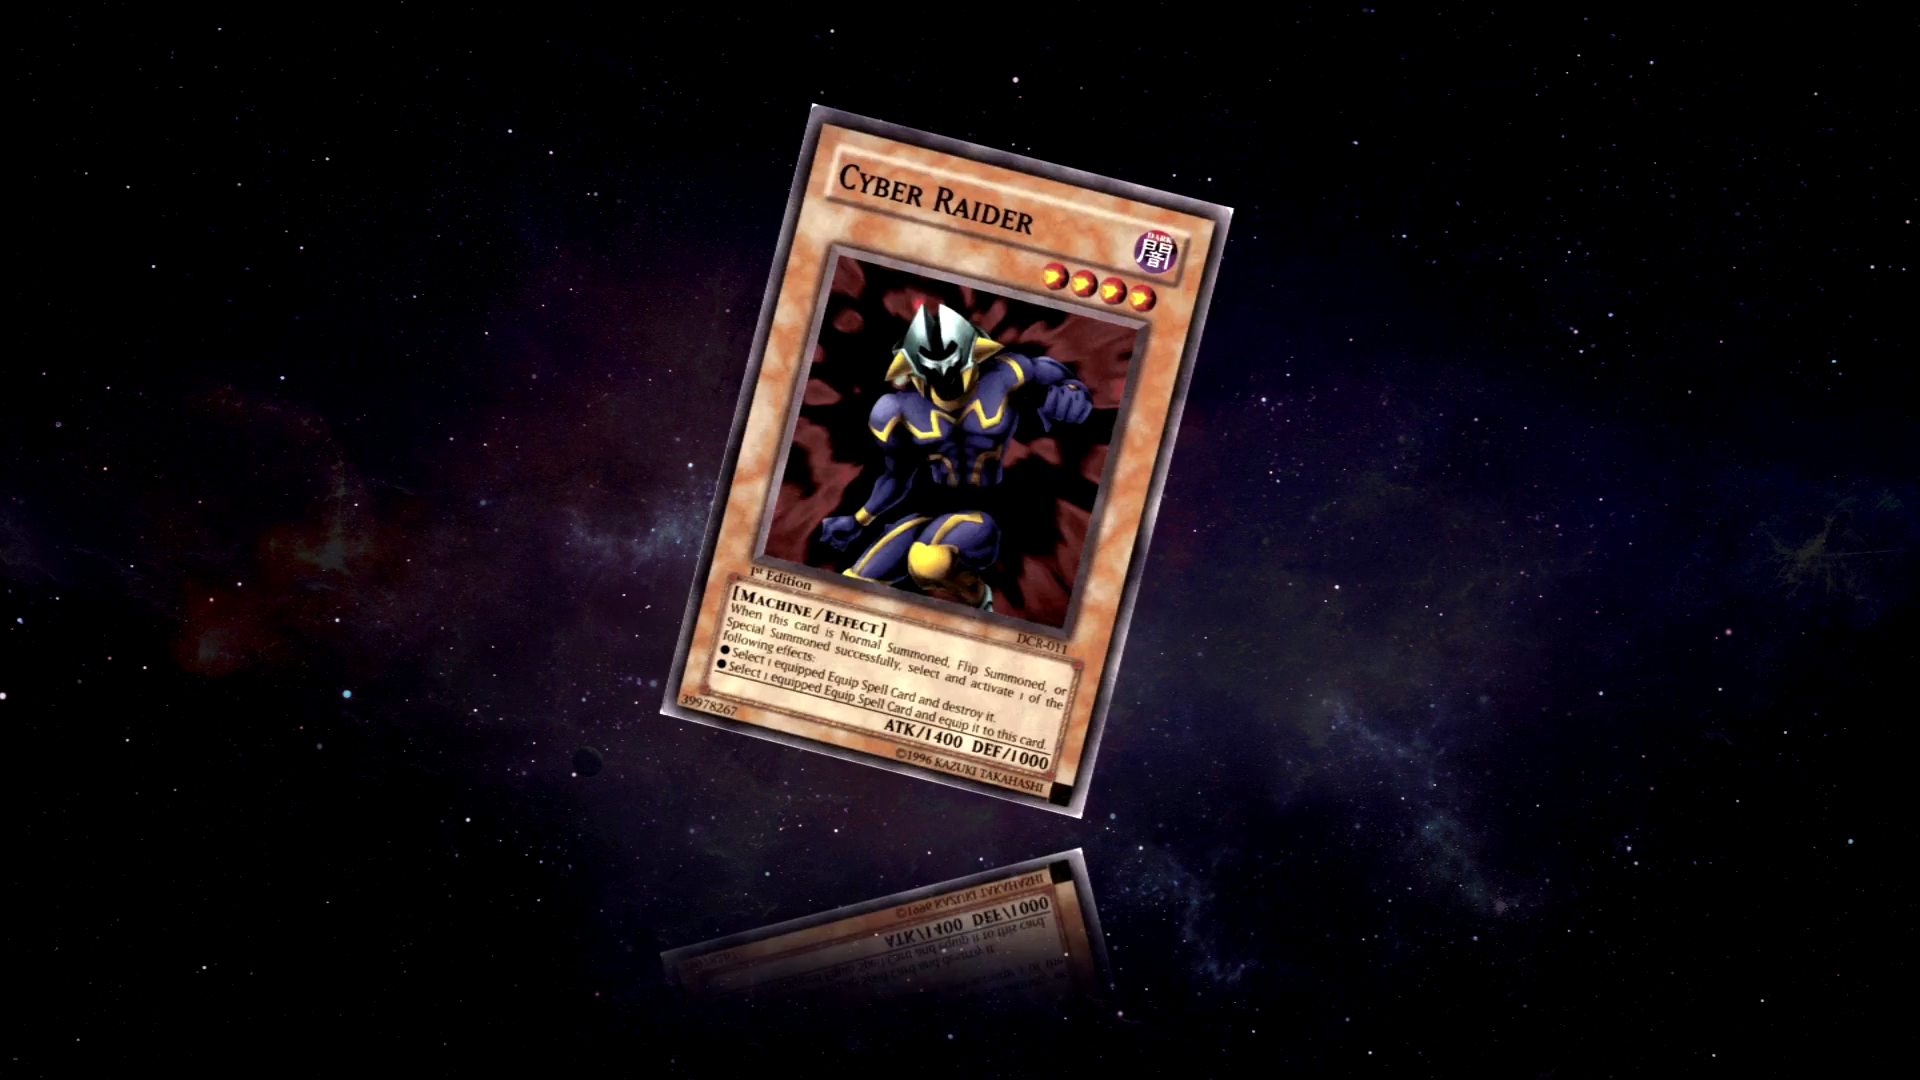 CYBER RAIDER
DARK
闇
1st Edition
DCR-011
[MACHINE/EFFECT]
When this card is Normal Summoned, Flip Summoned, or
Special Summoned successfully, select and activate 1 of the
following effects:
●Select 1 equipped Equip Spell Card and destroy it.
●Select 1 equipped Equip Spell Card and equip it to this card.
ATK/1400 DEF/1000
39978267
©1996 KAZUKI TAKAHASHI